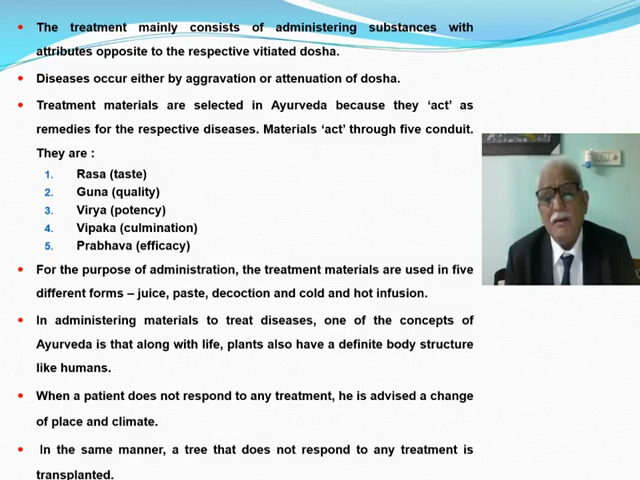 The treatment mainly consists of administering substances with
attributes opposite to the respective vitiated dosha.
Diseases occur either by aggravation or attenuation of dosha.
Treatment materials are selected in Ayurveda because they ‘act’ as
remedies for the respective diseases. Materials ‘act’ through five conduit.
They are :
1. Rasa (taste)
2. Guna (quality)
3. Virya (potency)
4. Vipaka (culmination)
5. Prabhava (efficacy)
For the purpose of administration, the treatment materials are used in five
different forms – juice, paste, decoction and cold and hot infusion.
In administering materials to treat diseases, one of the concepts of
Ayurveda is that along with life, plants also have a definite body structure
like humans.
When a patient does not respond to any treatment, he is advised a change
of place and climate.
In the same manner, a tree that does not respond to any treatment is
transplanted.